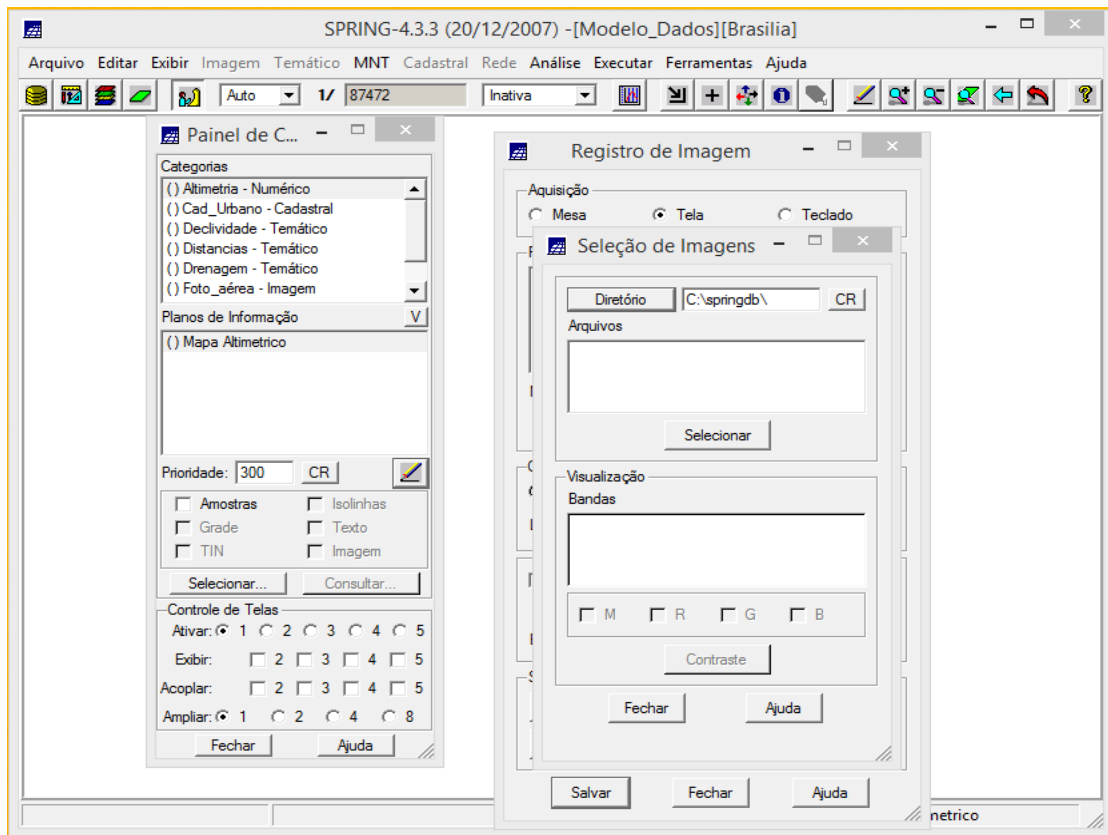 SPRING-4.3.3 (20/12/2007) -[Modelo_Dados][Brasilia]
Arquivo Editar Exibir Imagem Temático MNT Cadastral Rede Análise Executar Ferramentas Ajuda
Auto 1/ 87472 Inativa
Painel de C...
Categorias
( ) Altimetria - Numérico
( ) Cad_Urbano - Cadastral
( ) Declividade - Temático
( ) Distancias - Temático
( ) Drenagem - Temático
( ) Foto_aérea - Imagem
Planos de Informação V
( ) Mapa Altimetrico
Prioridade: 300 CR
Amostras Isolinhas
Grade Texto
TIN Imagem
Selecionar... Consultar...
Controle de Telas
Ativar: 1 2 3 4 5
Exibir: 2 3 4 5
Acoplar: 2 3 4 5
Ampliar: 1 2 4 8
Fechar Ajuda
Registro de Imagem
Aquisição
Mesa Tela Teclado
Seleção de Imagens
Diretório C:\springdb\ CR
Arquivos
Selecionar
Visualização
Bandas
M R G B
Contraste
Fechar Ajuda
Salvar Fechar Ajuda